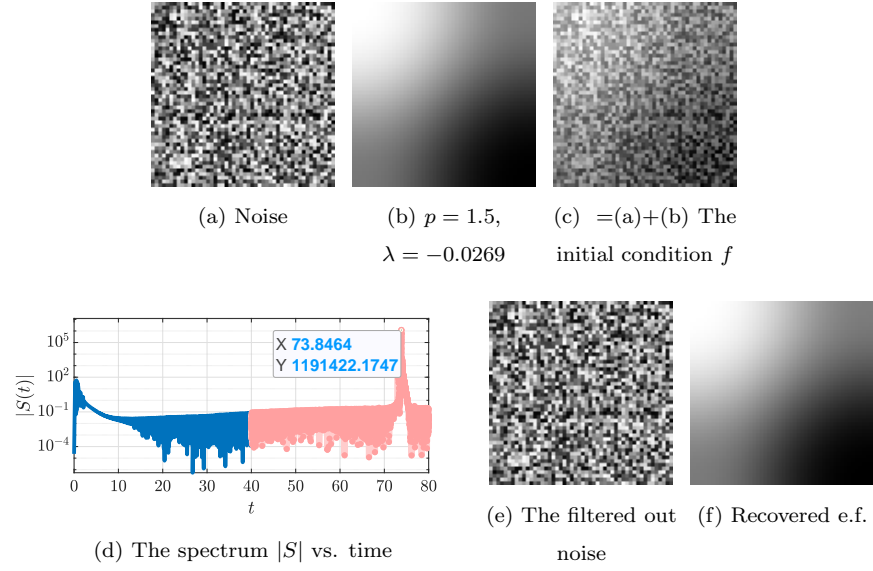 (a) Noise
(b) p = 1.5,
λ = −0.0269
(c) =(a)+(b) The
initial condition f
|S(t)|
10^5
10^2
10^−1
10^−4
X 73.8464
Y 1191422.1747
0 10 20 30 40 50 60 70 80
t
(d) The spectrum |S| vs. time
(e) The filtered out
noise
(f) Recovered e.f.